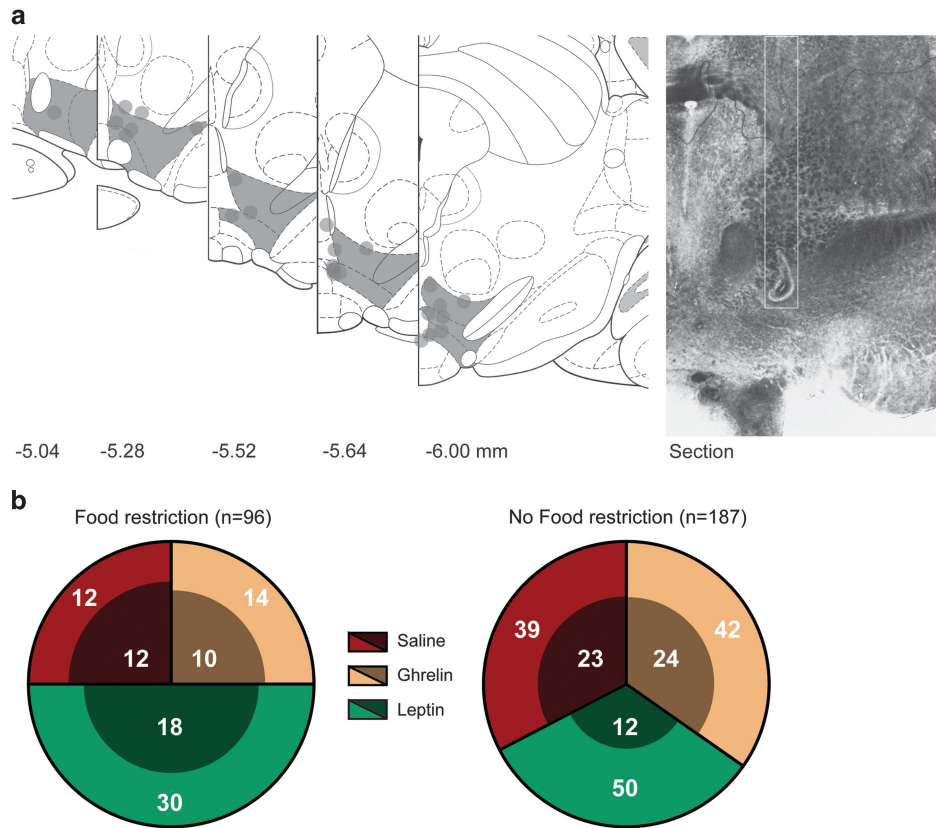 a
-5.04 -5.28 -5.52 -5.64 -6.00 mm Section
b
Food restriction (n=96) No Food restriction (n=187)
12 14
12 10
18
30
Saline
Ghrelin
Leptin
39 42
23 24
12
50